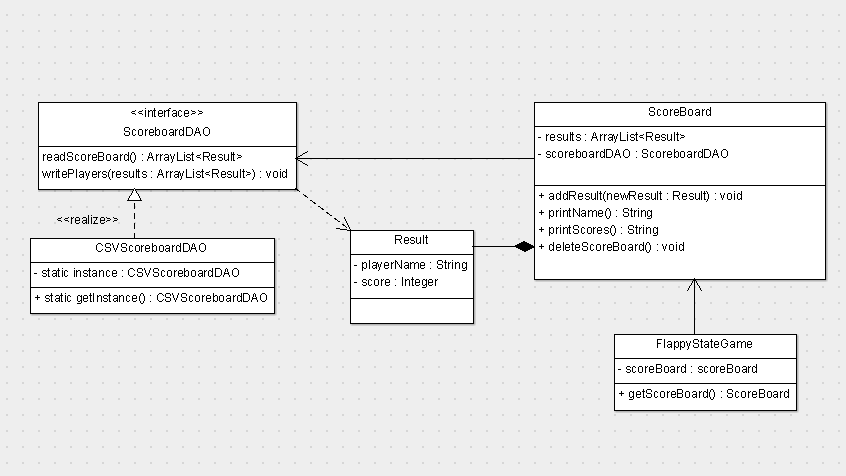 <<interface>>
ScoreboardDAO
readScoreBoard() : ArrayList<Result>
writePlayers(results : ArrayList<Result>) : void
ScoreBoard
- results : ArrayList<Result>
- scoreboardDAO : ScoreboardDAO
+ addResult(newResult : Result) : void
+ printName() : String
+ printScores() : String
+ deleteScoreBoard() : void
<<realize>>
CSVScoreboardDAO
- static instance : CSVScoreboardDAO
+ static getInstance() : CSVScoreboardDAO
Result
- playerName : String
- score : Integer
FlappyStateGame
- scoreBoard : scoreBoard
+ getScoreBoard() : ScoreBoard